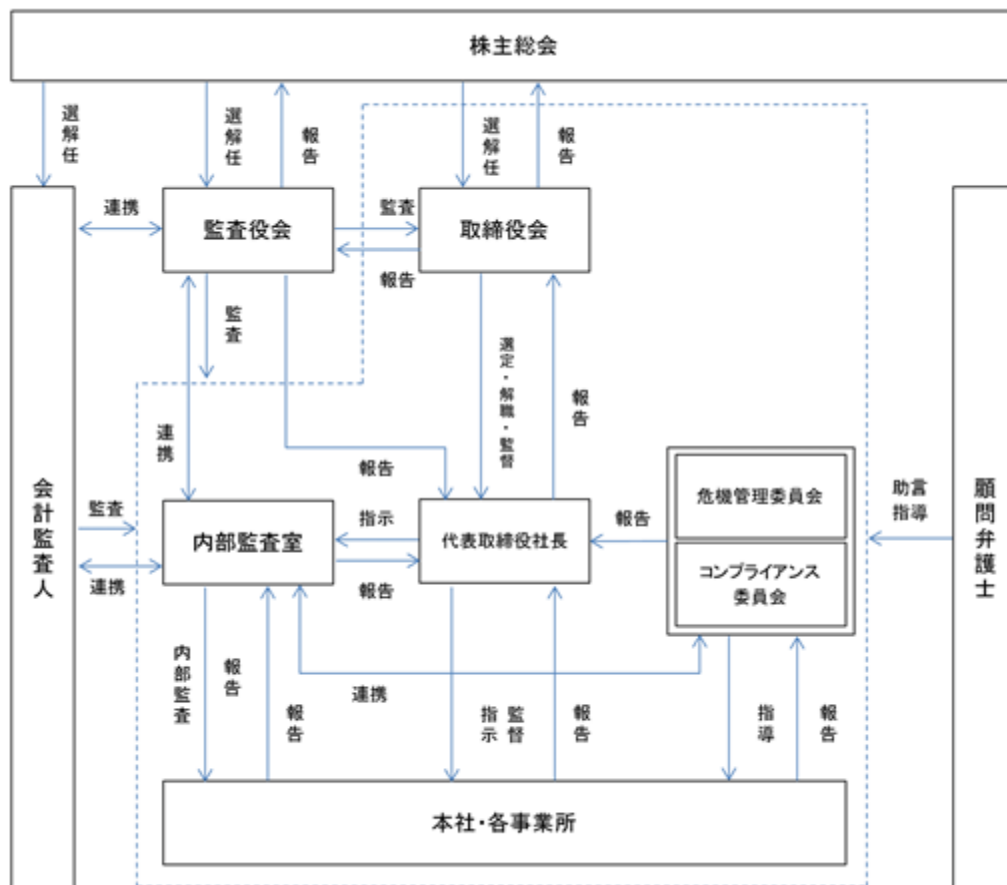 株主総会
選解任
選解任
報告
選解任
報告
連携
監査役会
監査
取締役会
報告
監査
選定・解職・監督
報告
連携
報告
会計監査人
監査
連携
内部監査室
指示
報告
代表取締役社長
報告
危機管理委員会
コンプライアンス
委員会
助言
指導
顧問弁護士
内部監査
報告
報告
連携
指示
監督
報告
指導
報告
本社・各事業所